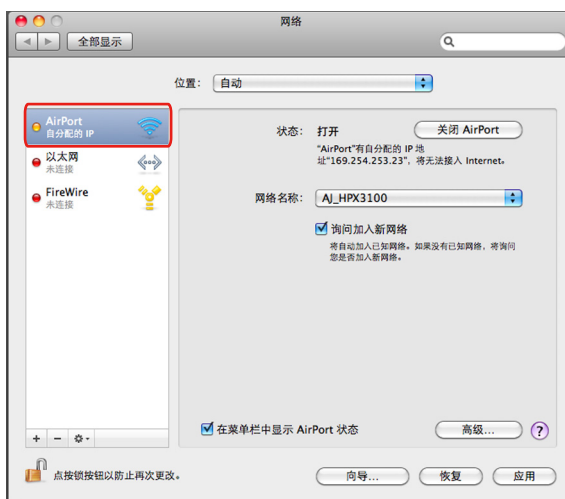 网络
全部显示
位置： 自动
AirPort
自分配的 IP
以太网
未连接
FireWire
未连接
状态： 打开 关闭 AirPort
“AirPort”有自分配的 IP 地
址“169.254.253.23”，将无法接入 Internet。
网络名称： AJ_HPX3100
询问加入新网络
将自动加入已知网络。如果没有已知网络，将询问
您是否加入新网络。
在菜单栏中显示 AirPort 状态 高级... ?
点按锁按钮以防止再次更改。
向导... 恢复 应用